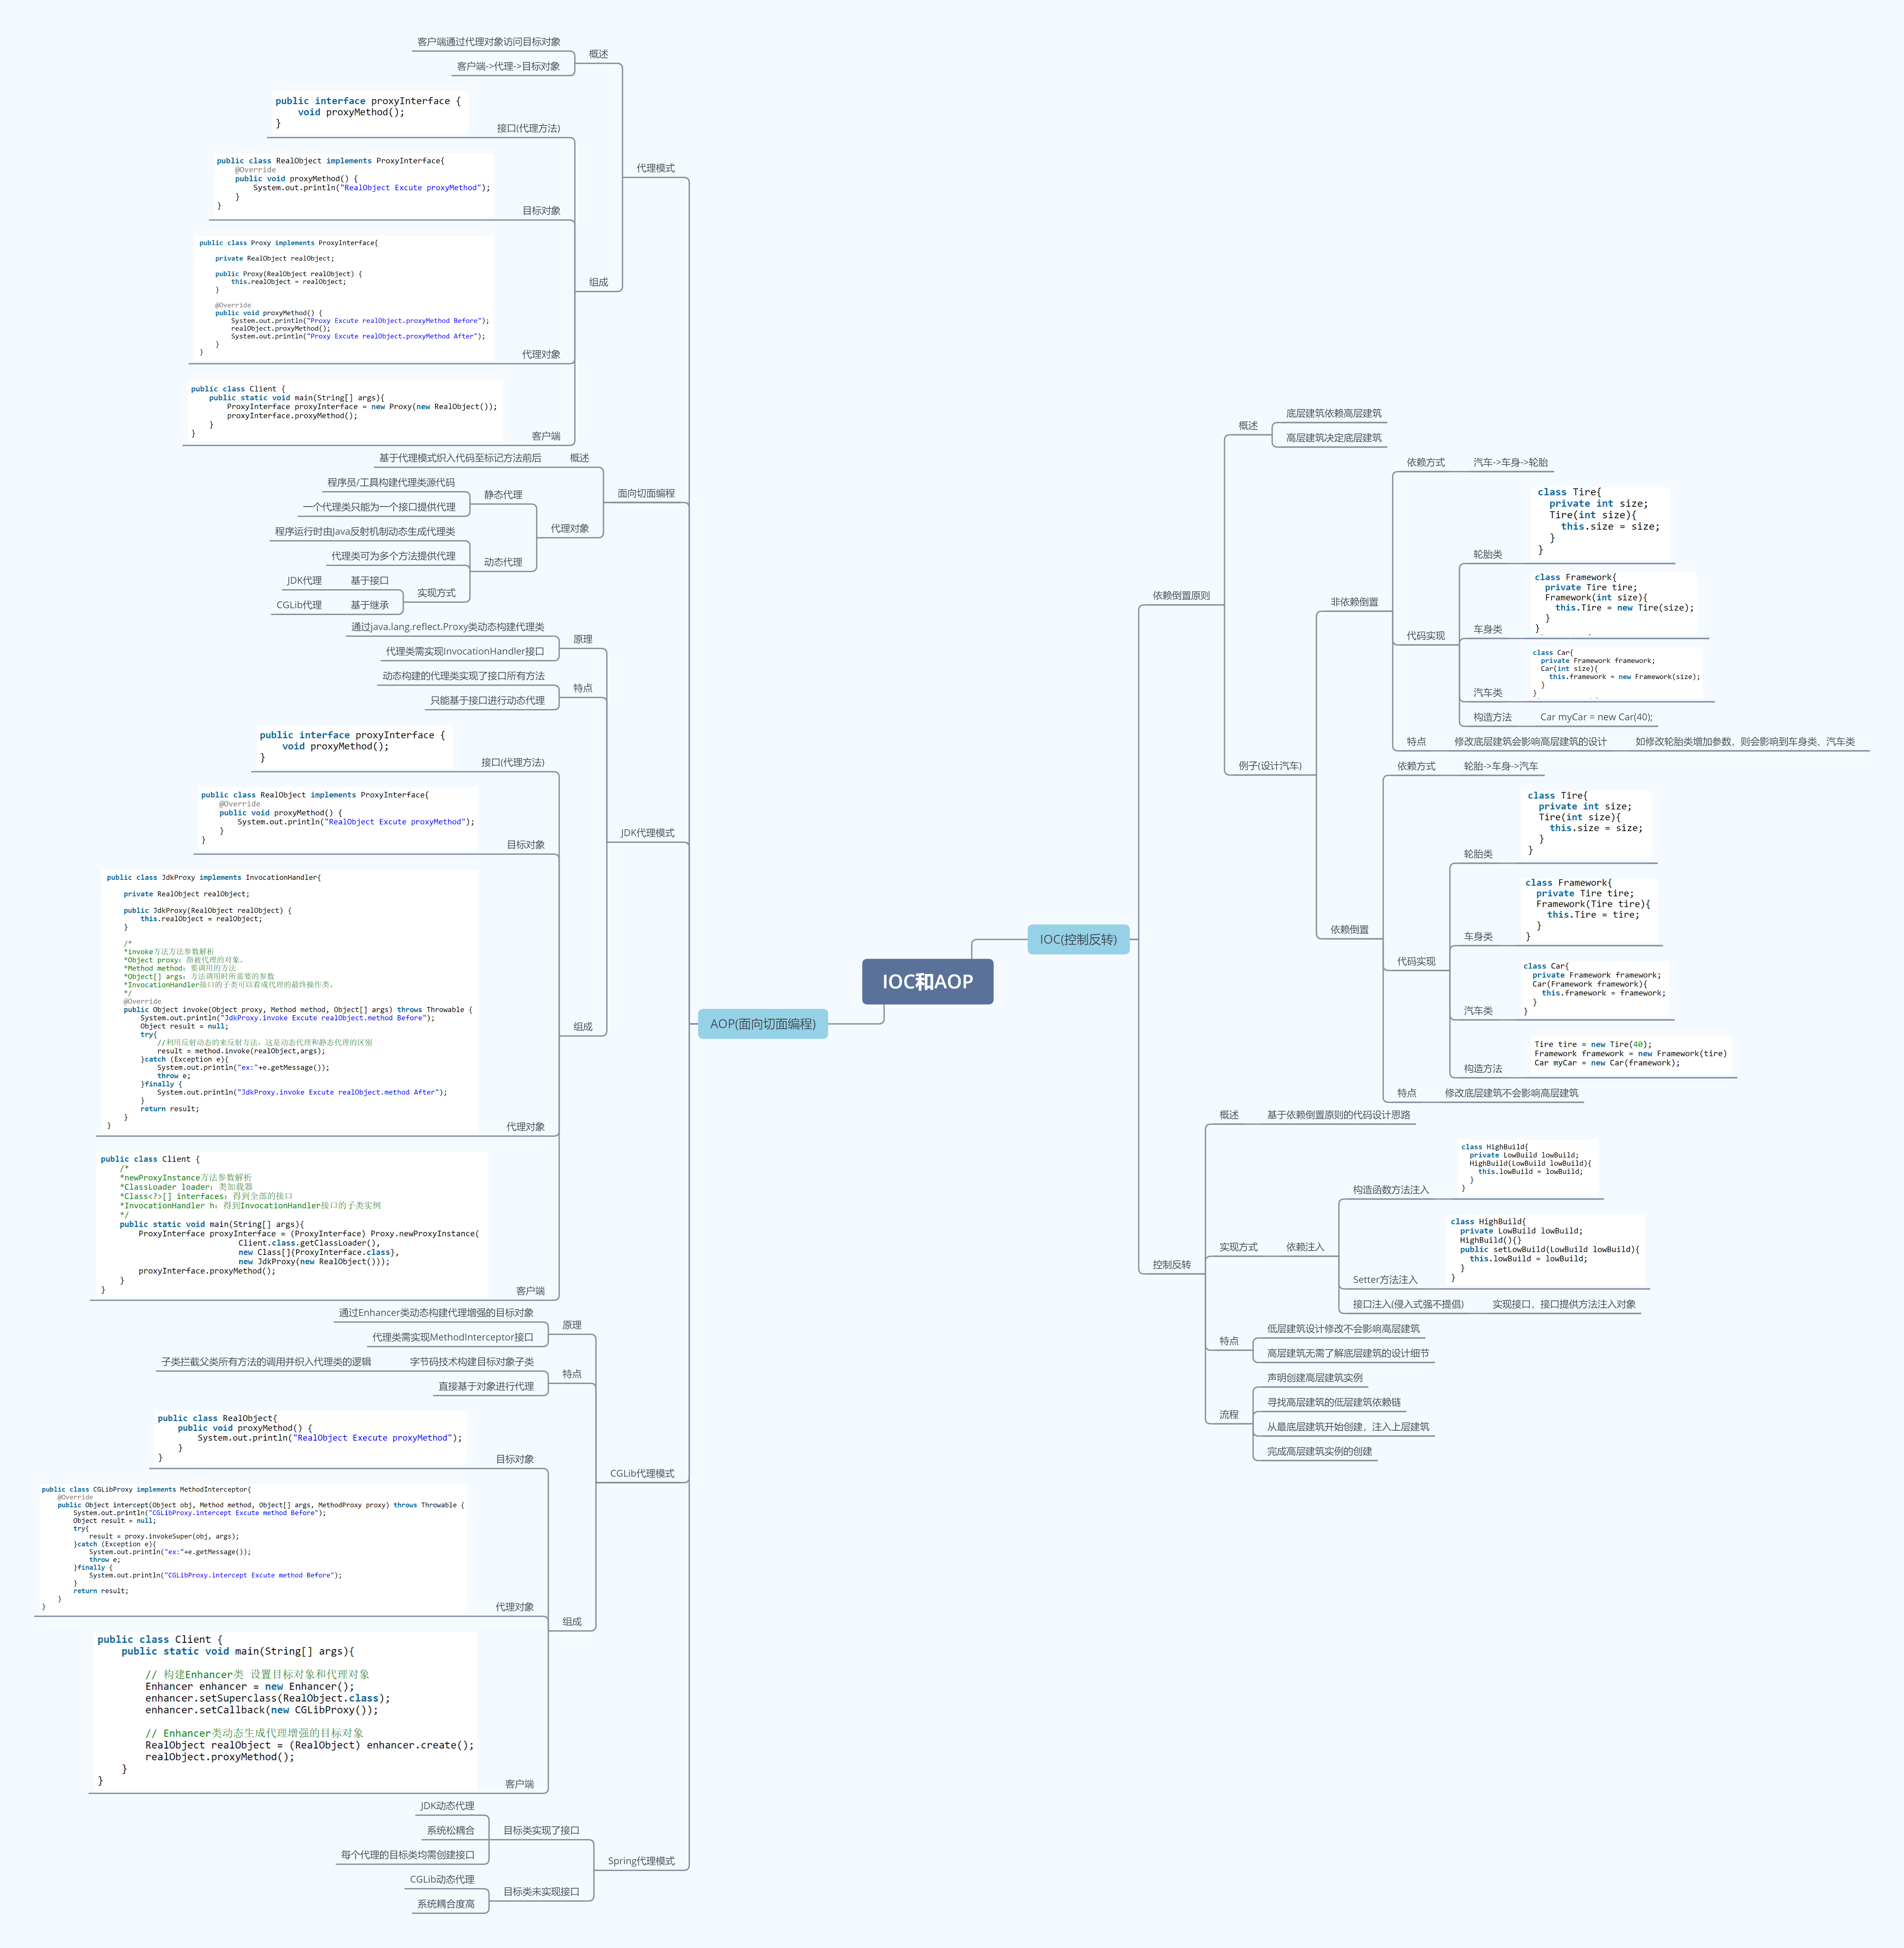 IOC和AOP
IOC(控制反转)
依赖倒置原则
概述
底层建筑依赖高层建筑
高层建筑决定底层建筑
例子(设计汽车)
非依赖倒置
依赖方式
汽车->车身->轮胎
代码实现
轮胎类
class Tire{
private int size;
Tire(int size){
this.size = size;
}
}
车身类
class Framework{
private Tire tire;
Framework(int size){
this.Tire = new Tire(size);
}
}
汽车类
class Car{
private Framework framework;
Car(int size){
this.framework = new Framework(size);
}
}
构造方法
Car myCar = new Car(40);
特点
修改底层建筑会影响高层建筑的设计
如修改轮胎类增加参数，则会影响到车身类、汽车类
依赖倒置
依赖方式
轮胎->车身->汽车
代码实现
轮胎类
class Tire{
private int size;
Tire(int size){
this.size = size;
}
}
车身类
class Framework{
private Tire tire;
Framework(Tire tire){
this.Tire = tire;
}
}
汽车类
class Car{
private Framework framework;
Car(Framework framework){
this.framework = framework;
}
}
构造方法
Tire tire = new Tire(40);
Framework framework = new Framework(tire)
Car myCar = new Car(framework);
特点
修改底层建筑不会影响高层建筑
控制反转
概述
基于依赖倒置原则的代码设计思路
实现方式
依赖注入
构造函数方法注入
class HighBuild{
private LowBuild lowBuild;
HighBuild(LowBuild lowBuild){
this.lowBuild = lowBuild;
}
}
Setter方法注入
class HighBuild{
private LowBuild lowBuild;
HighBuild(){}
public setLowBuild(LowBuild lowBuild){
this.lowBuild = lowBuild;
}
}
接口注入(侵入式强不提倡)
实现接口，接口提供方法注入对象
特点
低层建筑设计修改不会影响高层建筑
高层建筑无需了解底层建筑的设计细节
流程
声明创建高层建筑实例
寻找高层建筑的低层建筑依赖链
从最底层建筑开始创建，注入上层建筑
完成高层建筑实例的创建
AOP(面向切面编程)
代理模式
概述
客户端通过代理对象访问目标对象
客户端->代理->目标对象
组成
接口(代理方法)
public interface proxyInterface {
void proxyMethod();
}
目标对象
public class RealObject implements ProxyInterface{
@Override
public void proxyMethod() {
System.out.println("RealObject Excute proxyMethod");
}
}
代理对象
public class Proxy implements ProxyInterface{
private RealObject realObject;
public Proxy(RealObject realObject) {
this.realObject = realObject;
}
@Override
public void proxyMethod() {
System.out.println("Proxy Excute realObject.proxyMethod Before");
realObject.proxyMethod();
System.out.println("Proxy Excute realObject.proxyMethod After");
}
}
客户端
public class Client {
public static void main(String[] args){
ProxyInterface proxyInterface = new Proxy(new RealObject());
proxyInterface.proxyMethod();
}
}
面向切面编程
概述
基于代理模式织入代码至标记方法前后
代理对象
静态代理
程序员/工具构建代理类源代码
一个代理类只能为一个接口提供代理
动态代理
程序运行时由Java反射机制动态生成代理类
代理类可为多个方法提供代理
实现方式
基于接口
JDK代理
基于继承
CGLib代理
JDK代理模式
原理
通过java.lang.reflect.Proxy类动态构建代理类
代理类需实现InvocationHandler接口
特点
动态构建的代理类实现了接口所有方法
只能基于接口进行动态代理
组成
接口(代理方法)
public interface proxyInterface {
void proxyMethod();
}
目标对象
public class RealObject implements ProxyInterface{
@Override
public void proxyMethod() {
System.out.println("RealObject Excute proxyMethod");
}
}
代理对象
public class JdkProxy implements InvocationHandler{
private RealObject realObject;
public JdkProxy(RealObject realObject) {
this.realObject = realObject;
}
/*
*invoke方法方法参数解析
*Object proxy：指被代理的对象。
*Method method：要调用的方法
*Object[] args：方法调用时所需要的参数
*InvocationHandler接口的子类可以看成代理的最终操作类。
*/
@Override
public Object invoke(Object proxy, Method method, Object[] args) throws Throwable {
System.out.println("JdkProxy.invoke Excute realObject.method Before");
Object result = null;
try{
//利用反射动态的来反射方法，这是动态代理和静态代理的区别
result = method.invoke(realObject,args);
}catch (Exception e){
System.out.println("ex:"+e.getMessage());
throw e;
}finally {
System.out.println("JdkProxy.invoke Excute realObject.method After");
}
return result;
}
}
客户端
public class Client {
/*
*newProxyInstance方法参数解析
*ClassLoader loader：类加载器
*Class<?>[] interfaces：得到全部的接口
*InvocationHandler h：得到InvocationHandler接口的子类实例
*/
public static void main(String[] args){
ProxyInterface proxyInterface = (ProxyInterface) Proxy.newProxyInstance(
Client.class.getClassLoader(),
new Class[]{ProxyInterface.class},
new JdkProxy(new RealObject()));
proxyInterface.proxyMethod();
}
}
CGLib代理模式
原理
通过Enhancer类动态构建代理增强的目标对象
代理类需实现MethodInterceptor接口
特点
字节码技术构建目标对象子类
子类拦截父类所有方法的调用并织入代理类的逻辑
直接基于对象进行代理
组成
目标对象
public class RealObject{
public void proxyMethod() {
System.out.println("RealObject Execute proxyMethod");
}
}
代理对象
public class CGLibProxy implements MethodInterceptor{
@Override
public Object intercept(Object obj, Method method, Object[] args, MethodProxy proxy) throws Throwable {
System.out.println("CGLibProxy.intercept Excute method Before");
Object result = null;
try{
result = proxy.invokeSuper(obj, args);
}catch (Exception e){
System.out.println("ex:"+e.getMessage());
throw e;
}finally {
System.out.println("CGLibProxy.intercept Excute method Before");
}
return result;
}
}
客户端
public class Client {
public static void main(String[] args){
// 构建Enhancer类 设置目标对象和代理对象
Enhancer enhancer = new Enhancer();
enhancer.setSuperclass(RealObject.class);
enhancer.setCallback(new CGLibProxy());
// Enhancer类动态生成代理增强的目标对象
RealObject realObject = (RealObject) enhancer.create();
realObject.proxyMethod();
}
}
Spring代理模式
目标类实现了接口
JDK动态代理
系统松耦合
每个代理的目标类均需创建接口
目标类未实现接口
CGLib动态代理
系统耦合度高